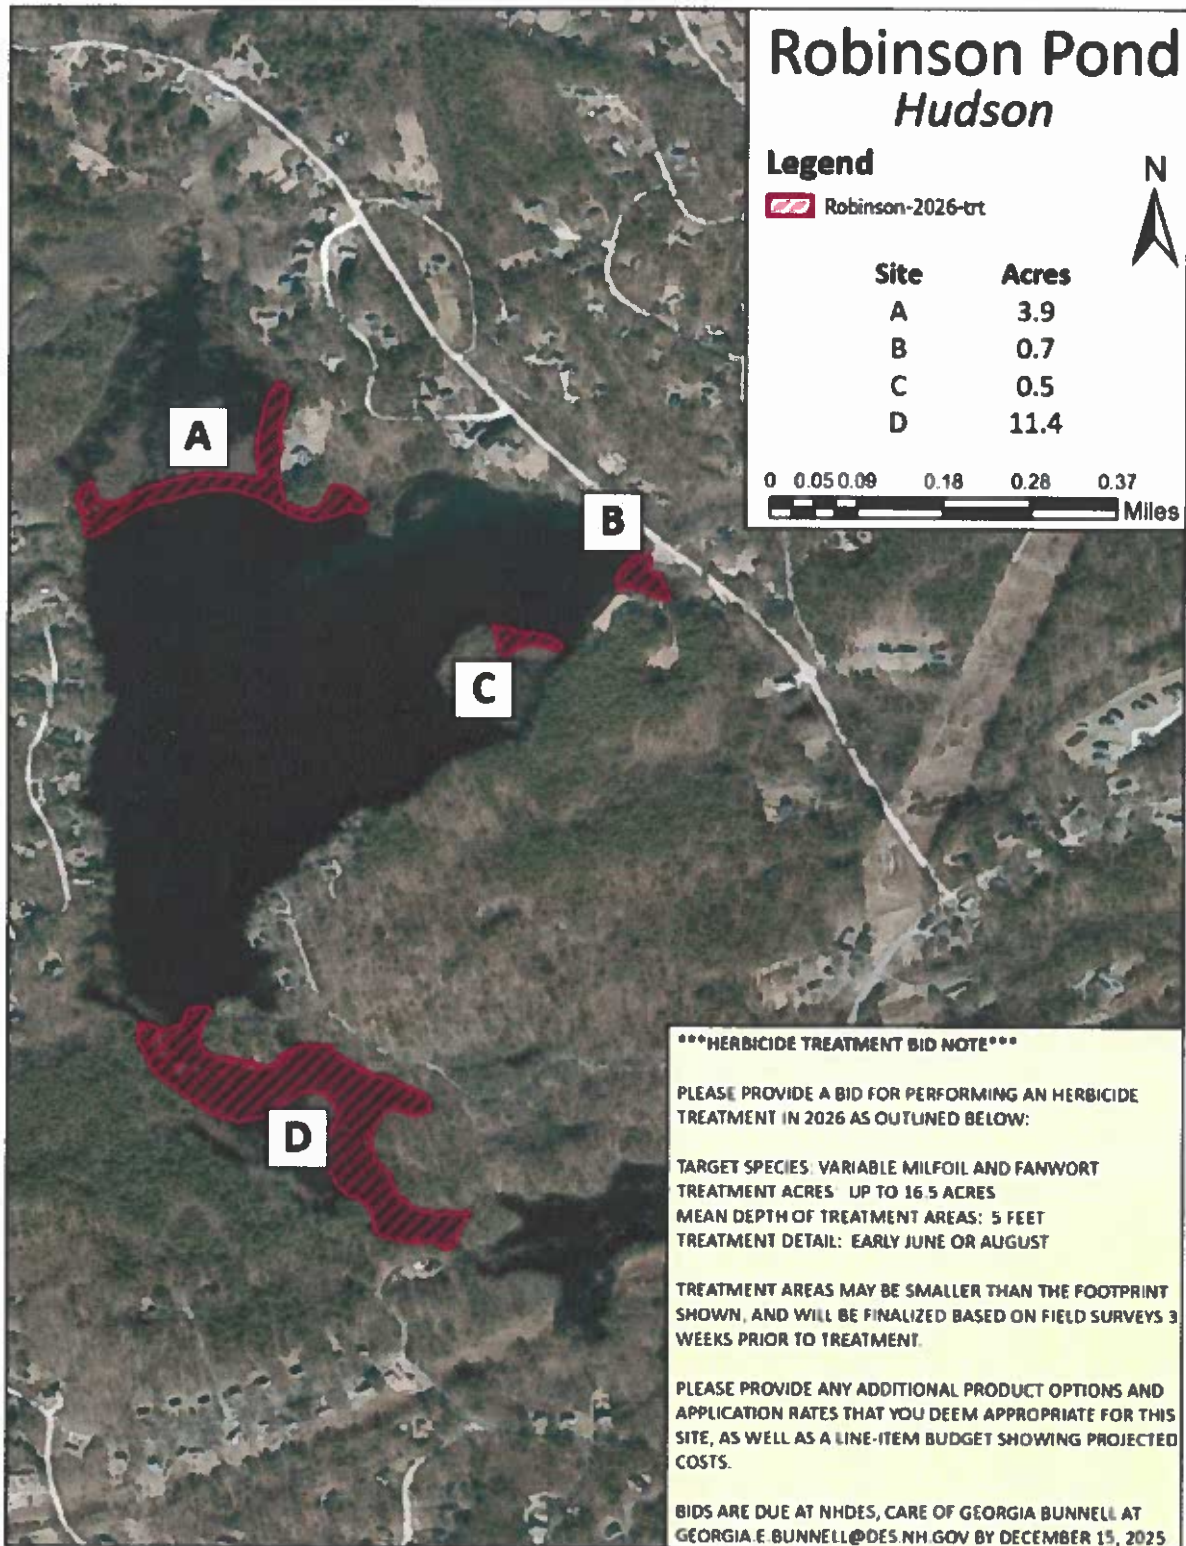 Robinson Pond
Hudson
Legend
Robinson-2026-trt
N
Site Acres
A 3.9
B 0.7
C 0.5
D 11.4
0 0.05 0.09 0.18 0.28 0.37
Miles
A
B
C
D
***HERBICIDE TREATMENT BID NOTE***
PLEASE PROVIDE A BID FOR PERFORMING AN HERBICIDE
TREATMENT IN 2026 AS OUTLINED BELOW:
TARGET SPECIES: VARIABLE MILFOIL AND FANWORT
TREATMENT ACRES: UP TO 16.5 ACRES
MEAN DEPTH OF TREATMENT AREAS: 5 FEET
TREATMENT DETAIL: EARLY JUNE OR AUGUST
TREATMENT AREAS MAY BE SMALLER THAN THE FOOTPRINT
SHOWN, AND WILL BE FINALIZED BASED ON FIELD SURVEYS 3
WEEKS PRIOR TO TREATMENT.
PLEASE PROVIDE ANY ADDITIONAL PRODUCT OPTIONS AND
APPLICATION RATES THAT YOU DEEM APPROPRIATE FOR THIS
SITE, AS WELL AS A LINE-ITEM BUDGET SHOWING PROJECTED
COSTS.
BIDS ARE DUE AT NHDES, CARE OF GEORGIA BUNNELL AT
GEORGIA.E.BUNNELL@DES.NH.GOV BY DECEMBER 15, 2025